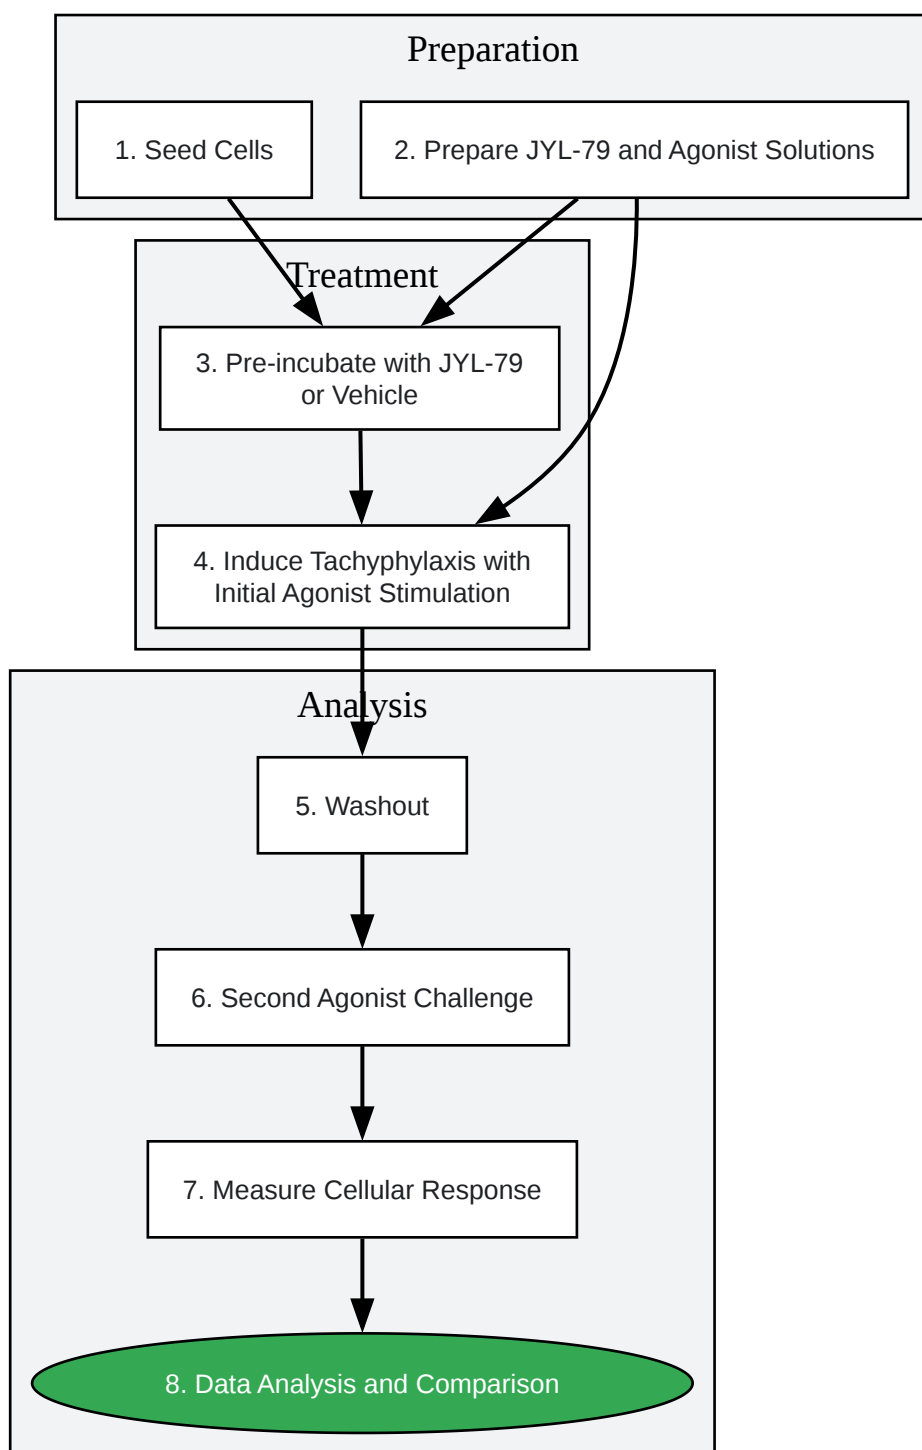 Preparation
1. Seed Cells
2. Prepare JYL-79 and Agonist Solutions
Treatment
3. Pre-incubate with JYL-79
or Vehicle
4. Induce Tachyphylaxis with
Initial Agonist Stimulation
Analysis
5. Washout
6. Second Agonist Challenge
7. Measure Cellular Response
8. Data Analysis and Comparison